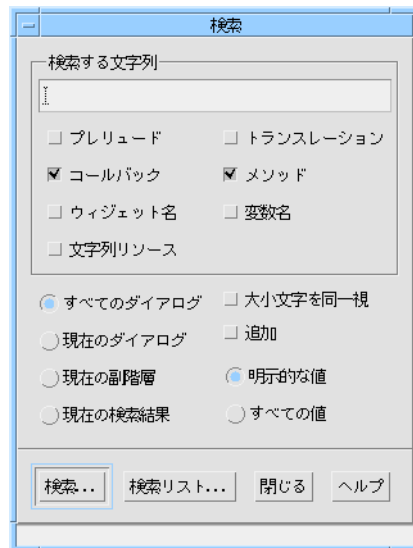 検索
検索する文字列
プレリュード トランスレーション
コールバック メソッド
ウィジェット名 変数名
文字列リソース
すべてのダイアログ 大小文字を同一視
現在のダイアログ 追加
現在の副階層 明示的な値
現在の検索結果 すべての値
検索... 検索リスト... 閉じる ヘルプ